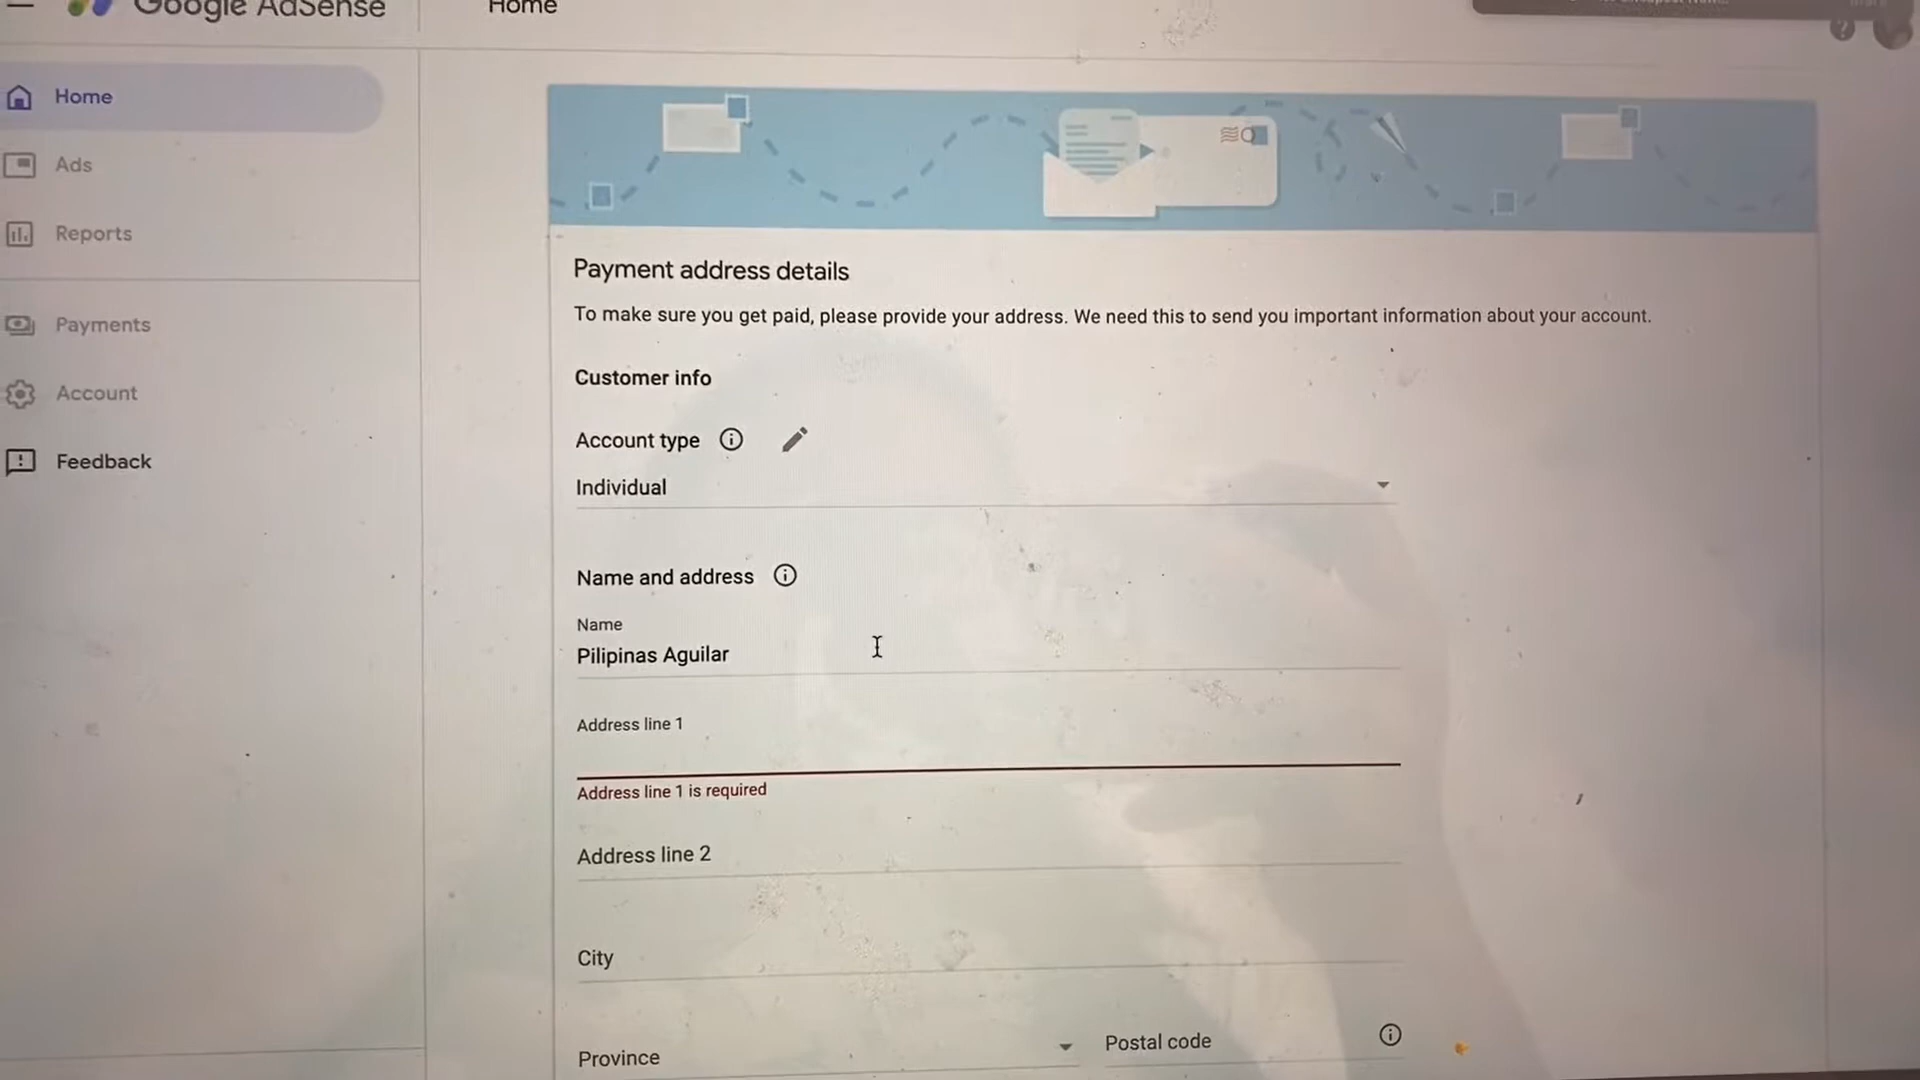 Google AdSense
Home
Home
Ads
Reports
Payments
Account
Feedback
Payment address details
To make sure you get paid, please provide your address. We need this to send you important information about your account.
Customer info
Account type
Individual
Name and address
Name
Pilipinas Aguilar
Address line 1
Address line 1 is required
Address line 2
City
Province
Postal code